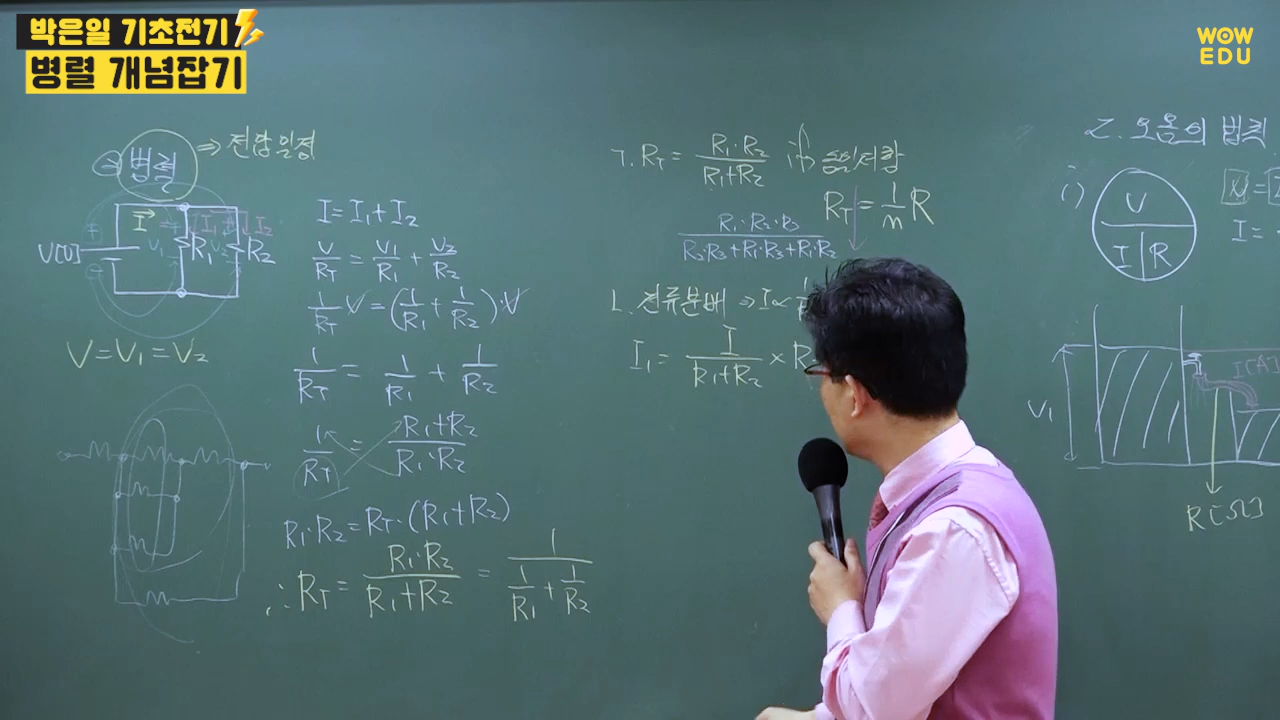 박은일 기초전기
병렬 개념잡기
WOW
EDU
병렬 ⇒ 전압일정
I I₁ I₂
V[V] V₁ R₁ R₂
V=V₁=V₂
I=I₁+I₂
V/R_T = V₁/R₁ + V₂/R₂
1/R_T V = (1/R₁ + 1/R₂)·V
1/R_T = 1/R₁ + 1/R₂
1/R_T = (R₁+R₂)/(R₁·R₂)
R₁·R₂=R_T·(R₁+R₂)
∴ R_T = (R₁·R₂)/(R₁+R₂) = 1/(1/R₁ + 1/R₂)
ㄱ. R_T = (R₁·R₂)/(R₁+R₂)
R_T = 1/n R
(R₁·R₂·R₃)/(R₂·R₃+R₁·R₃+R₁·R₂)
ㄴ. 전류분배 ⇒ I ∝
I₁ = I/(R₁+R₂) × R
2. 오옴의 법칙
i) V
I R
I =
V₁
I[A]
R[Ω]